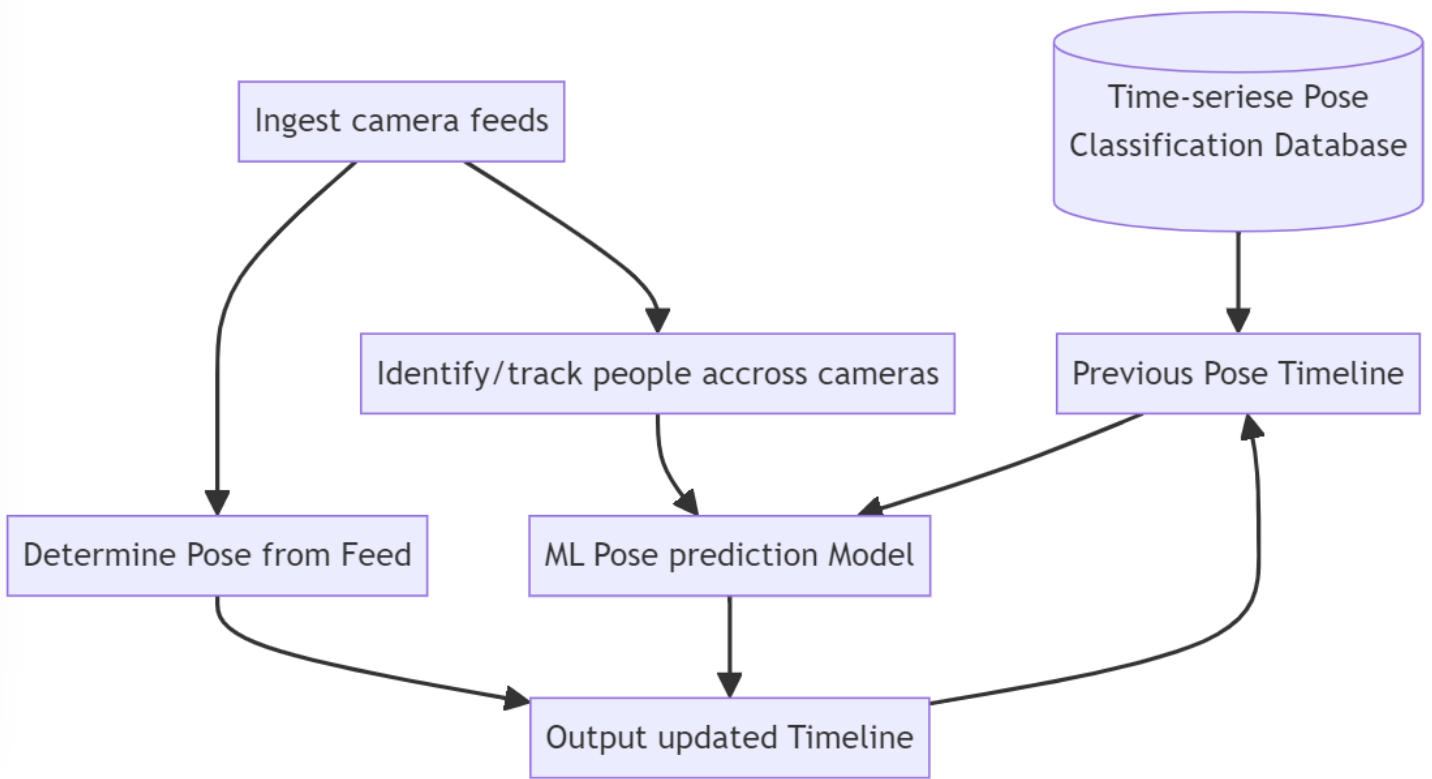 Ingest camera feeds
Time-seriese Pose
Classification Database
Identify/track people accross cameras
Previous Pose Timeline
Determine Pose from Feed
ML Pose prediction Model
Output updated Timeline